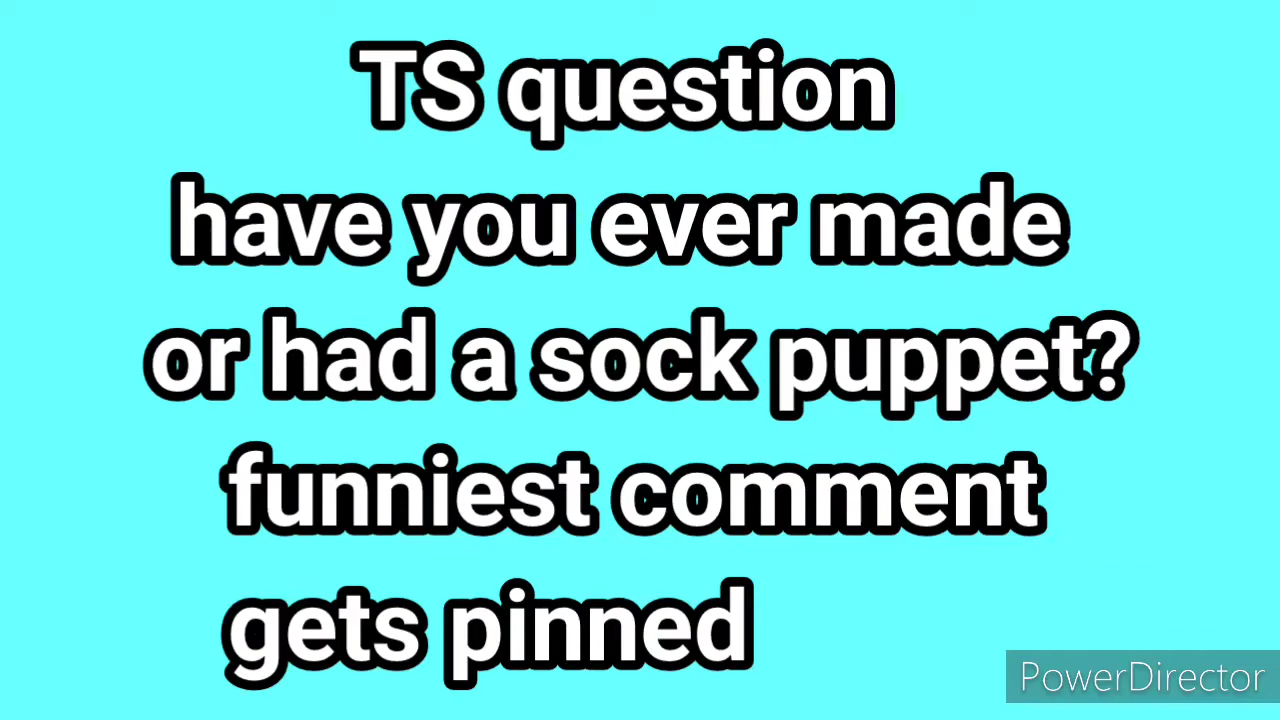 TS question
have you ever made
or had a sock puppet?
funniest comment
gets pinned
PowerDirector